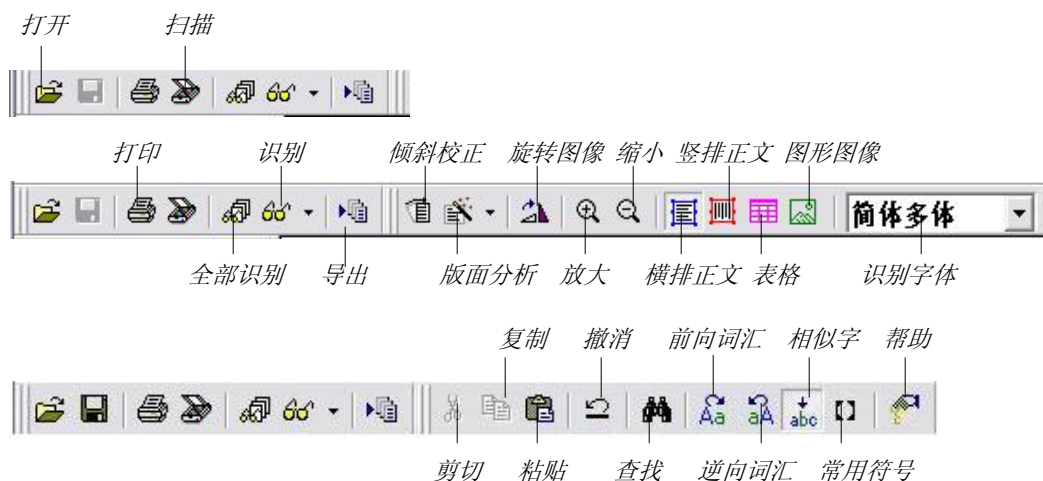 打开 扫描
打印 识别 倾斜校正 旋转图像 缩小 竖排正文 图形图像
简体多体
全部识别 导出 版面分析 放大 横排正文 表格 识别字体
复制 撤消 前向词汇 相似字 帮助
Aa aA abc
剪切 粘贴 查找 逆向词汇 常用符号